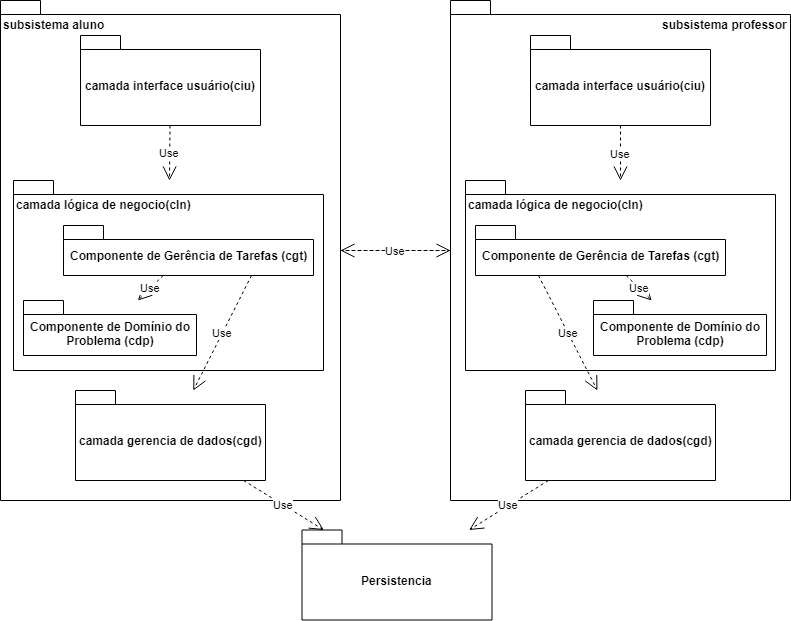 subsistema aluno
camada interface usuário(ciu)
Use
camada lógica de negocio(cln)
Componente de Gerência de Tarefas (cgt)
Use
Componente de Domínio do
Problema (cdp)
Use
camada gerencia de dados(cgd)
Use
Use
subsistema professor
camada interface usuário(ciu)
Use
camada lógica de negocio(cln)
Componente de Gerência de Tarefas (cgt)
Use
Componente de Domínio do
Problema (cdp)
Use
camada gerencia de dados(cgd)
Use
Persistencia